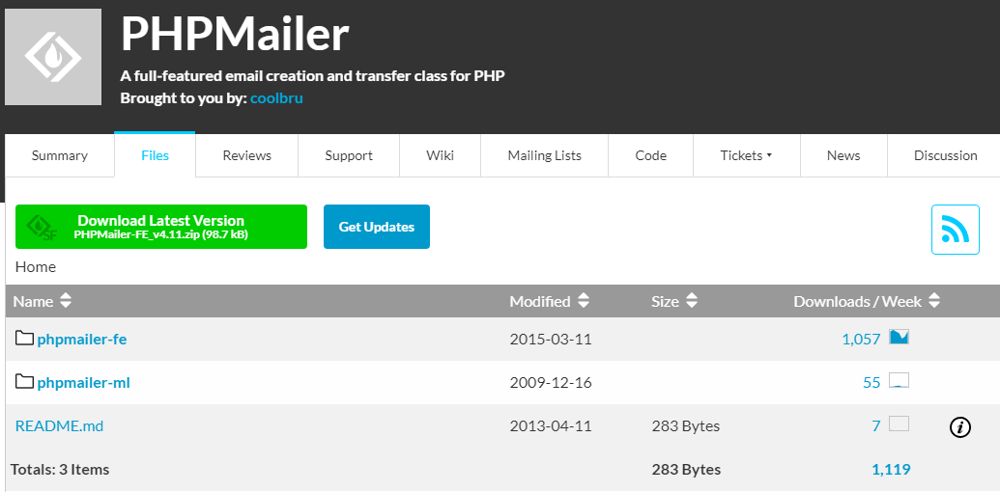 PHPMailer
A full-featured email creation and transfer class for PHP
Brought to you by: coolbru
Summary Files Reviews Support Wiki Mailing Lists Code Tickets News Discussion
Download Latest Version
PHPMailer-FE_v4.11.zip (98.7 kB)
SF
Get Updates
Home
Name Modified Size Downloads / Week
phpmailer-fe 2015-03-11 1,057
phpmailer-ml 2009-12-16 55
README.md 2013-04-11 283 Bytes 7 i
Totals: 3 Items 283 Bytes 1,119